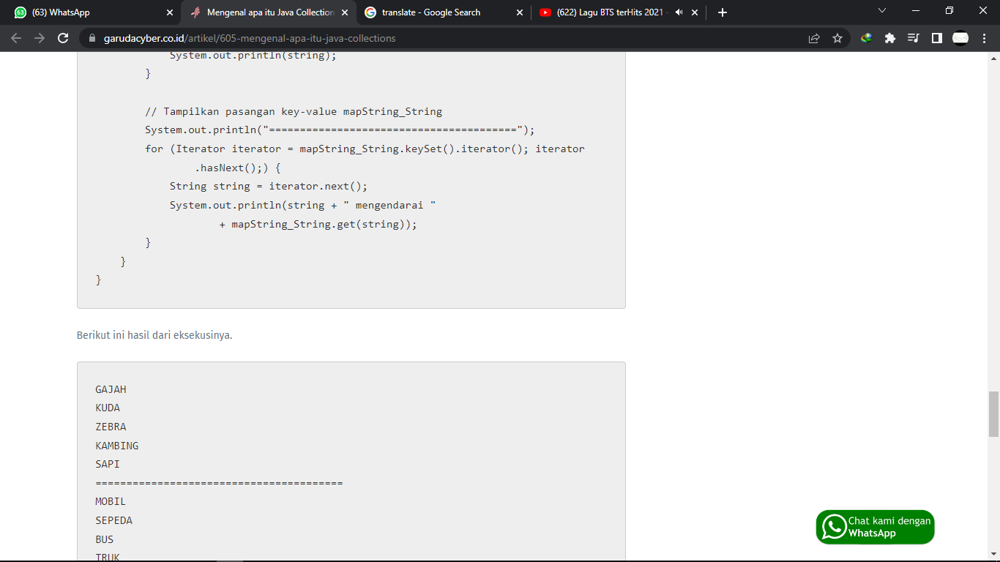 (63) WhatsApp
Mengenal apa itu Java Collection
translate - Google Search
(622) Lagu BTS terHits 2021 -
garudacyber.co.id/artikel/605-mengenal-apa-itu-java-collections
System.out.println(string);
}
// Tampilkan pasangan key-value mapString_String
System.out.println("========================================");
for (Iterator iterator = mapString_String.keySet().iterator(); iterator
.hasNext();) {
String string = iterator.next();
System.out.println(string + " mengendarai "
+ mapString_String.get(string));
}
}
}
Berikut ini hasil dari eksekusinya.
GAJAH
KUDA
ZEBRA
KAMBING
SAPI
========================================
MOBIL
SEPEDA
BUS
TRUK
Chat kami dengan
WhatsApp